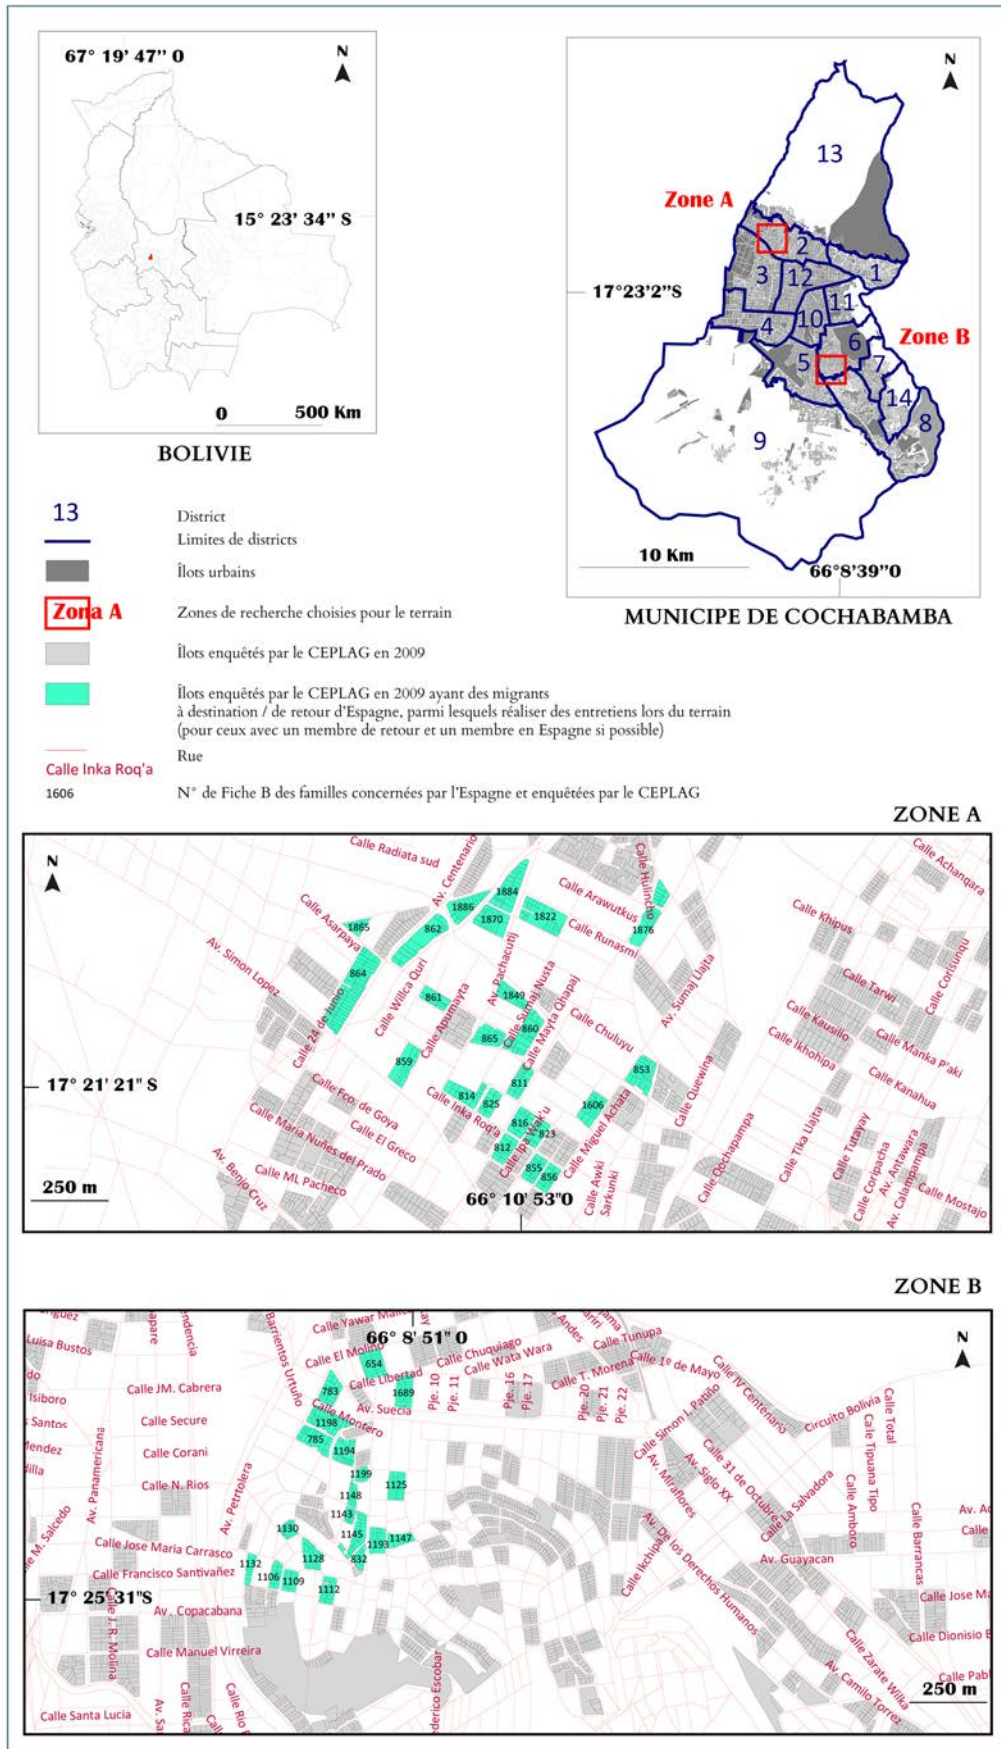 67° 19' 47" O
N
15° 23' 34" S
0 500 Km
BOLIVIE
N
13
Zone A
2
1
3
12
17°23'2"S
11
10
4
Zone B
6
5
7
14
8
9
10 Km
66°8'39"O
MUNICIPE DE COCHABAMBA
13 District
Limites de districts
Îlots urbains
Zona A Zones de recherche choisies pour le terrain
Îlots enquêtés par le CEPLAG en 2009
Îlots enquêtés par le CEPLAG en 2009 ayant des migrants
à destination / de retour d'Espagne, parmi lesquels réaliser des entretiens lors du terrain
(pour ceux avec un membre de retour et un membre en Espagne si possible)
Rue
Calle Inka Roq'a
1606 N° de Fiche B des familles concernées par l'Espagne et enquêtées par le CEPLAG
ZONE A
N
Calle Radiata sud
Av. Centenario
Calle Hulincho
Calle Achangara
1884
Calle Arawutkus
1886
1870
1822
Calle Asarpaya
1865
862
Calle Runasmi
1876
Calle Khipus
Av. Simon Lopez
864
Calle Willca Quri
Av. Pachacutij
Calle Sumaj Nusta
Av. Sumaj Llajta
Calle Tarwi
Calle Corisunqu
861
Calle Apumayta
1849
860
Calle Mayta Qhapaj
Calle 24 de Junio
865
Calle Chuluyu
Calle Kausillo
Calle Manka P'aki
Calle Ikhohipa
859
853
17° 21' 21" S
811
Calle Kanahua
Calle Fco. de Goya
814
825
1606
Calle Quewina
Calle Inka Roq'a
Calle El Greco
816
823
Calle Miguel Achata
Calle Maria Nuñes del Prado
812
Calle Ipa Wak'u
Calle Tika Llajta
Calle Tutayay
Calle ML Pacheco
855
856
Calle Qochapampa
Calle Coripacha
Av. Antawara
Av. Calampampa
Av. Benjo Cruz
Calle Awki
Sarkunki
Calle Mostajo
250 m
66° 10' 53"O
ZONE B
Luisa Bustos
Barrientos Urtuño
66° 8' 51" O
N
Calle El Molino
654
Calle Chuquiago
Andes
Calle Tunupa
Calle Wata Wara
Calle 1º de Mayo
Isiboro
Calle JM. Cabrera
783
Calle Libertad
1689
Pje. 10
Pje. 11
Pje. 16
Pje. 17
Calle T. Morena
Pje. 20
Pje. 21
Pje. 22
Calle IV Centenario
Calle Simon I. Patiño
Circuito Bolivia
Calle Total
Calle Secure
1198
Calle Montero
Av. Suecia
785
1194
Calle Corani
Av. Panamericana
1199
1125
Av. Siglo XX
Calle Tipuana Tipo
Calle N. Rios
1148
Av. Miraflores
Calle 31 de Octubre
Calle La Salvadora
Calle Amboro
Av. Petrtolera
1143
1130
1145
1193
1147
Av. De los Derechos Humanos
Calle Jose Maria Carrasco
1128
832
Calle Barrancas
1132
Calle Ikchipa
Av. Guayacan
Calle Francisco Santivañez
1106
1109
1112
17° 25' 31"S
Av. Copacabana
Calle J. R. Molina
Calle Manuel Virreira
Calle Zarate Wilka
Av. Camilo Torrez
250 m
Calle Santa Lucia